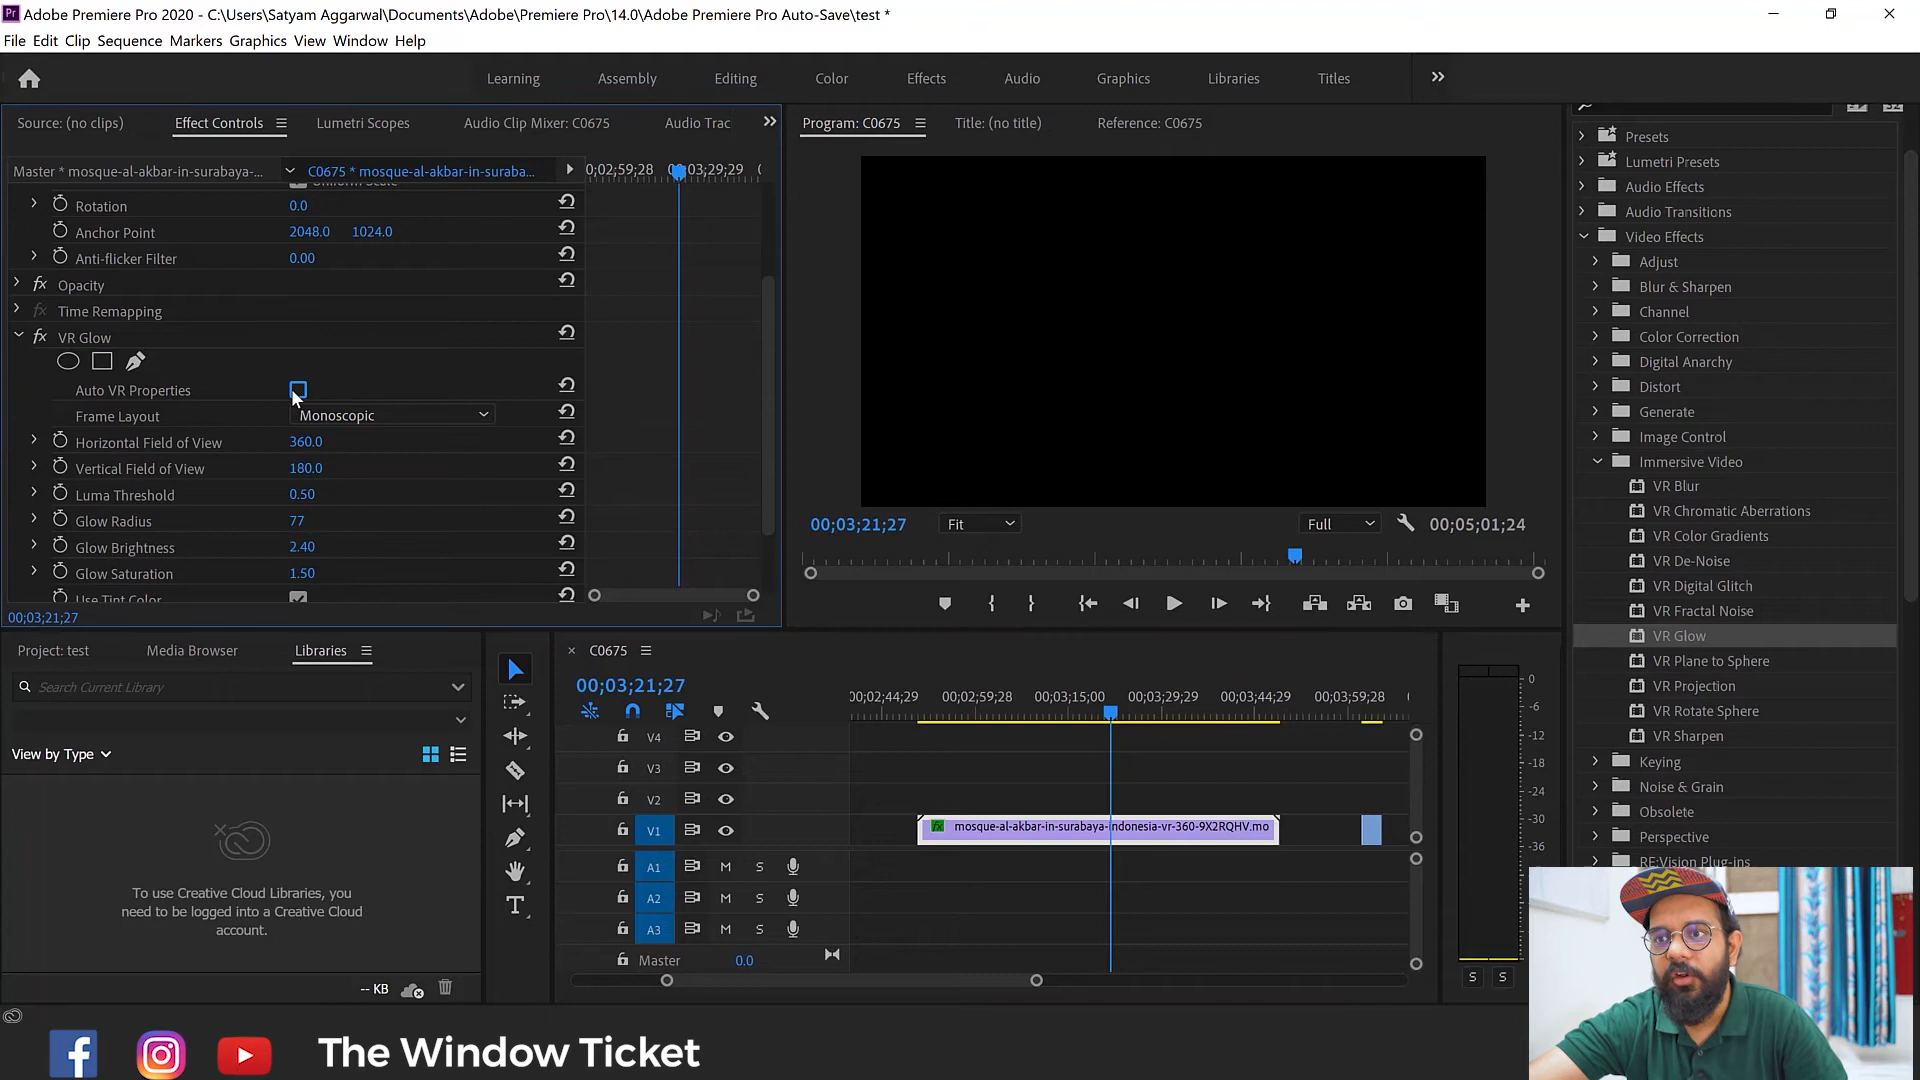 Adobe Premiere Pro 2020 - C:\Users\Satyam Aggarwal\Documents\Adobe\Premiere Pro\14.0\Adobe Premiere Pro Auto-Save\test *
File Edit Clip Sequence Markers Graphics View Window Help
Learning Assembly Editing Color Effects Audio Graphics Libraries Titles
Source: (no clips) Effect Controls Lumetri Scopes Audio Clip Mixer: C0675 Audio Trac
Master * mosque-al-akbar-in-surabaya-... C0675 * mosque-al-akbar-in-suraba...
0;02;59;28 00;03;29;29
Uniform Scale
Rotation 0.0
Anchor Point 2048.0 1024.0
Anti-flicker Filter 0.00
Opacity
Time Remapping
VR Glow
Auto VR Properties
Frame Layout Monoscopic
Horizontal Field of View 360.0
Vertical Field of View 180.0
Luma Threshold 0.50
Glow Radius 77
Glow Brightness 2.40
Glow Saturation 1.50
Use Tint Color
00;03;21;27
Program: C0675 Title: (no title) Reference: C0675
00;03;21;27 Fit Full 00;05;01;24
Presets
Lumetri Presets
Audio Effects
Audio Transitions
Video Effects
Adjust
Blur & Sharpen
Channel
Color Correction
Digital Anarchy
Distort
Generate
Image Control
Immersive Video
VR Blur
VR Chromatic Aberrations
VR Color Gradients
VR De-Noise
VR Digital Glitch
VR Fractal Noise
VR Glow
VR Plane to Sphere
VR Projection
VR Rotate Sphere
VR Sharpen
Keying
Noise & Grain
Obsolete
Perspective
RE:Vision Plug-ins
Project: test Media Browser Libraries
Search Current Library
View by Type
To use Creative Cloud Libraries, you
need to be logged into a Creative Cloud
account.
-- KB
C0675
00;03;21;27
00;02;44;29 00;02;59;28 00;03;15;00 00;03;29;29 00;03;44;29 00;03;59;28
V4
V3
V2
V1
fx mosque-al-akbar-in-surabaya-indonesia-vr-360-9X2RQHV.mo
A1 M S
A2 M S
A3 M S
Master 0.0
0
-6
-12
-18
-24
-30
-36
S S
The Window Ticket